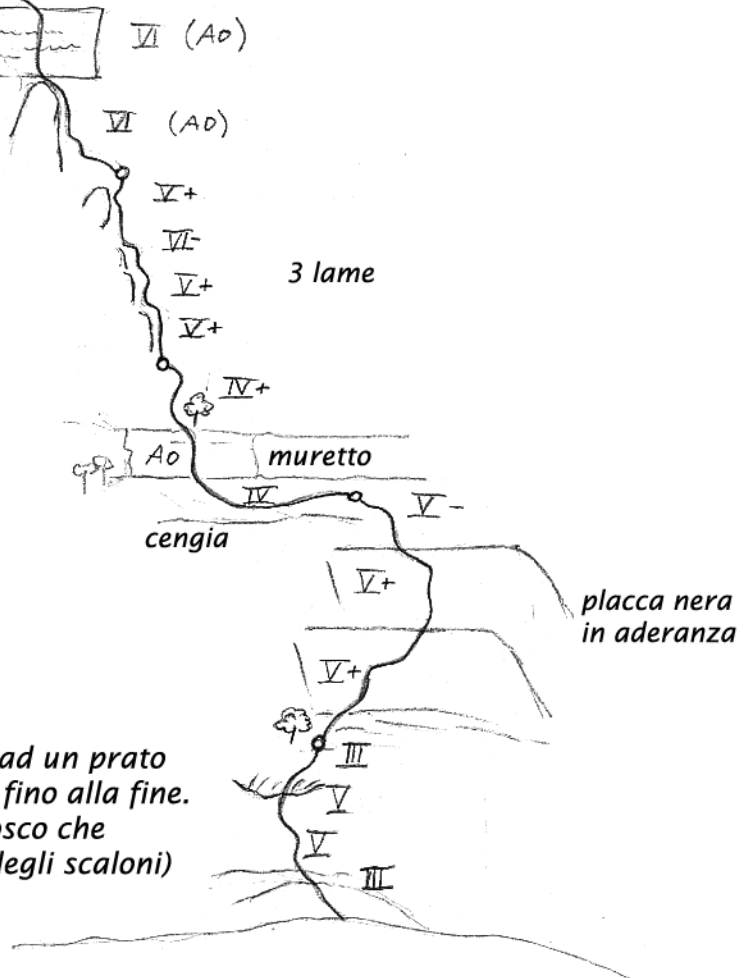 VI (A0)
VI (A0)
V+
VI-
3 lame
V+
V+
IV+
A0
muretto
IV
V-
cengia
V+
placca nera
in aderanza
V+
ad un prato
III
fino alla fine.
V
osco che
V
degli scaloni)
III